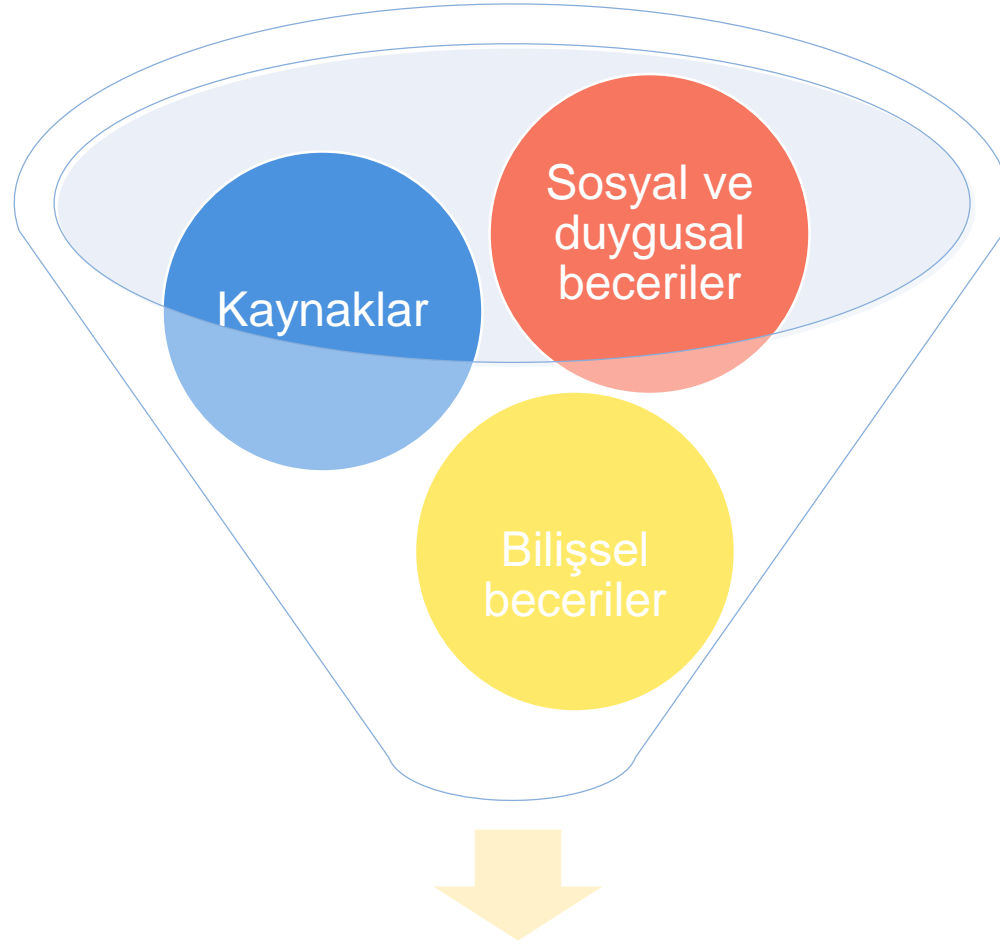 Sosyal ve
duygusal
beceriler
Kaynaklar
Bilişsel
beceriler